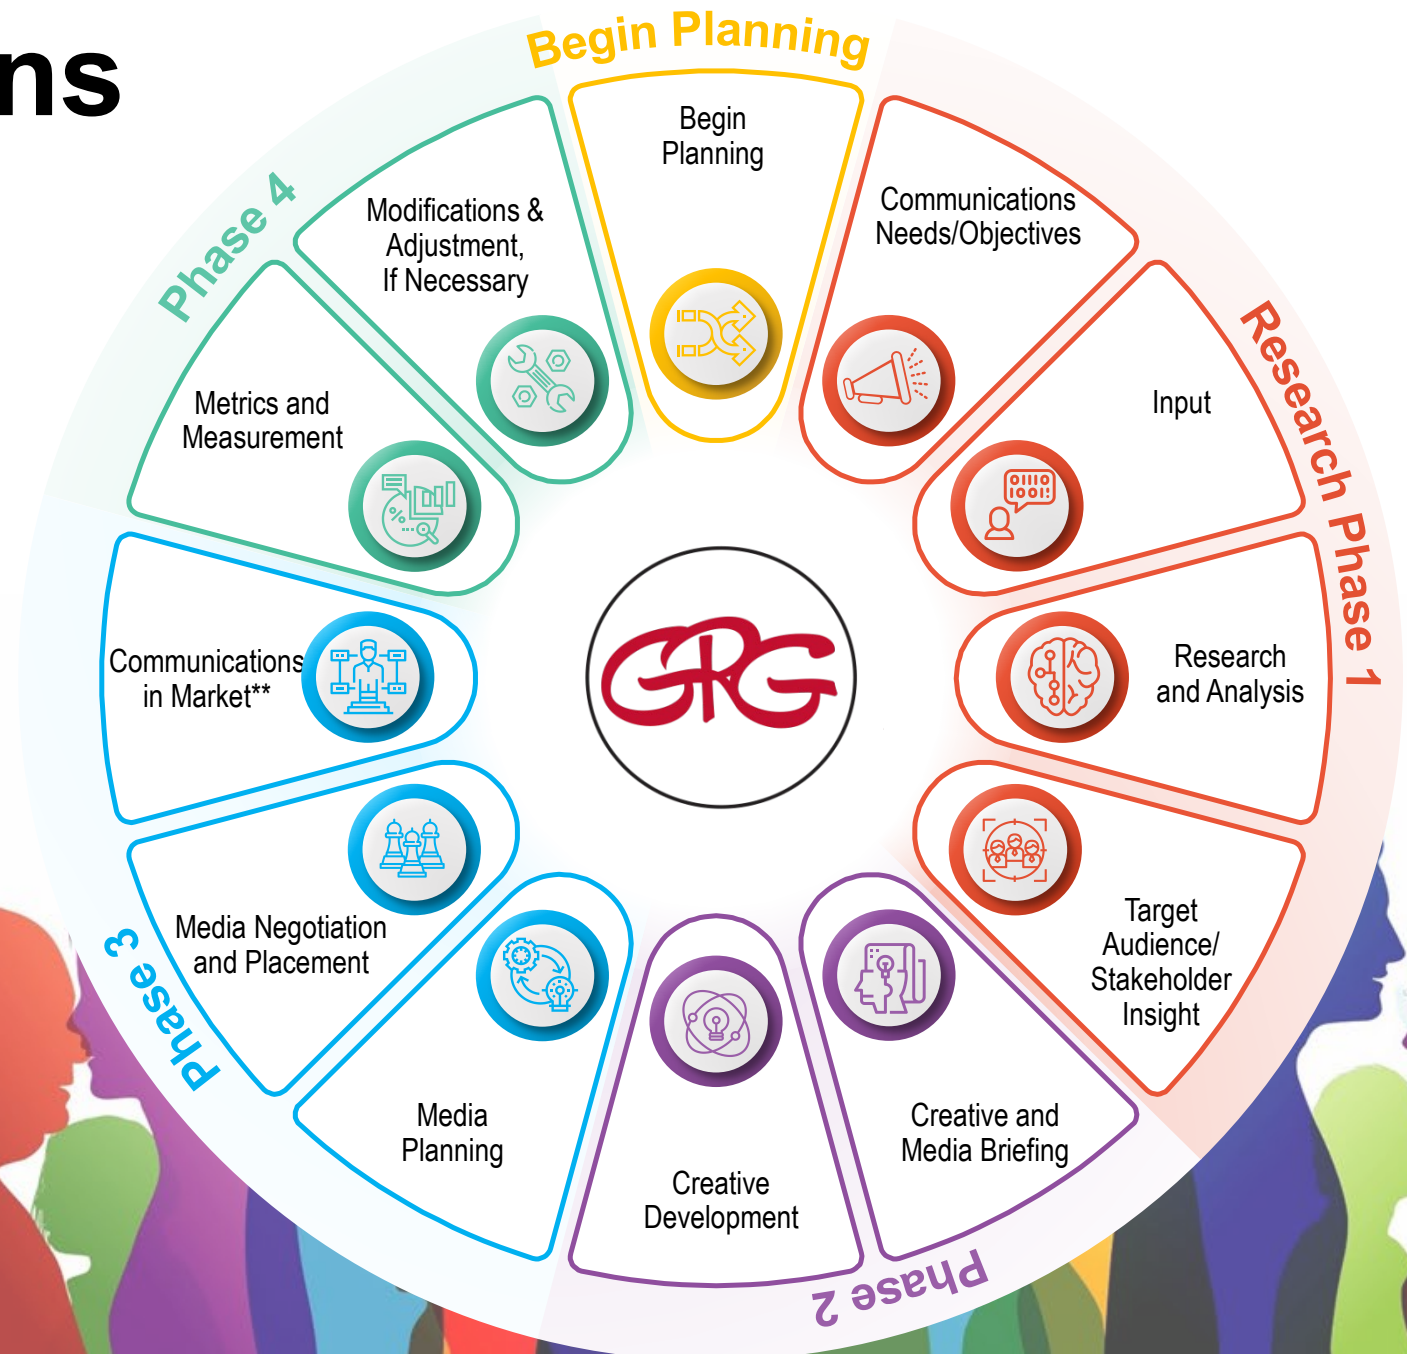 ns
Begin Planning
Begin
Planning
Communications
Needs/Objectives
Research Phase 1
Input
Research
and Analysis
Target
Audience/
Stakeholder
Insight
Creative and
Media Briefing
Phase 2
Creative
Development
Media
Planning
Phase 3
Media Negotiation
and Placement
Communications
in Market**
Phase 4
Metrics and
Measurement
Modifications &
Adjustment,
If Necessary
GRG
01110
1001!
%